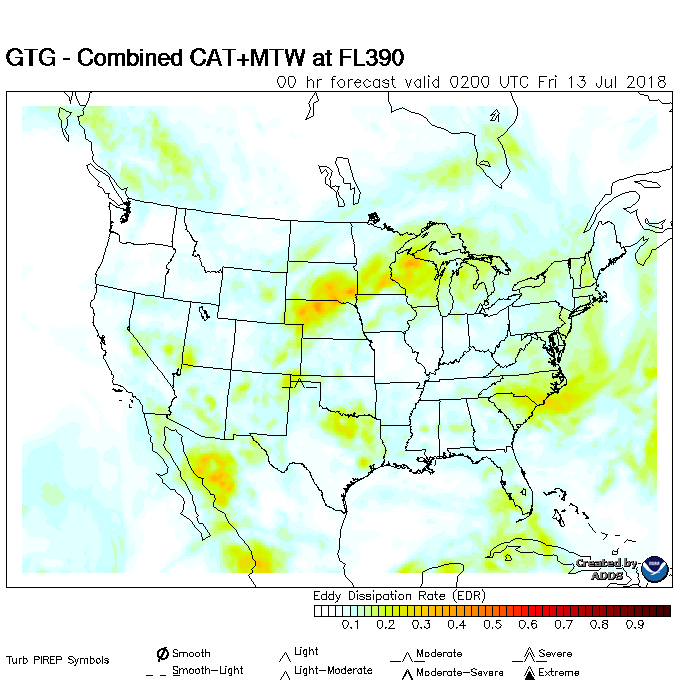 GTG - Combined CAT+MTW at FL390
00 hr forecast valid 0200 UTC Fri 13 Jul 2018
Created by
ADDS
Eddy Dissipation Rate (EDR)
0.1 0.2 0.3 0.4 0.5 0.6 0.7 0.8 0.9
Turb PIREP Symbols
Smooth Light Moderate Severe
Smooth-Light Light-Moderate Moderate-Severe Extreme